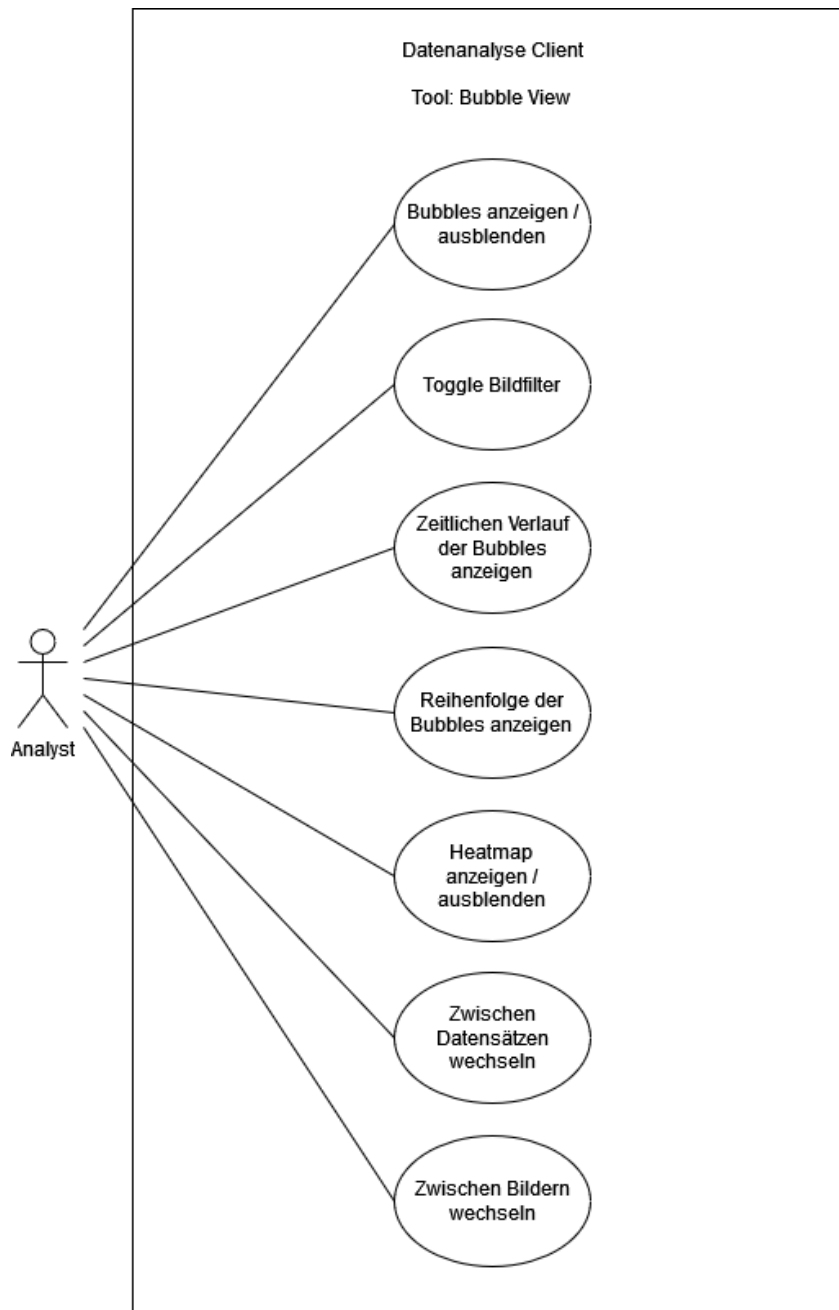 Datenanalyse Client
Tool: Bubble View
Bubbles anzeigen /
ausblenden
Toggle Bildfilter
Zeitlichen Verlauf
der Bubbles
anzeigen
Reihenfolge der
Bubbles anzeigen
Analyst
Heatmap
anzeigen /
ausblenden
Zwischen
Datensätzen
wechseln
Zwischen Bildern
wechseln